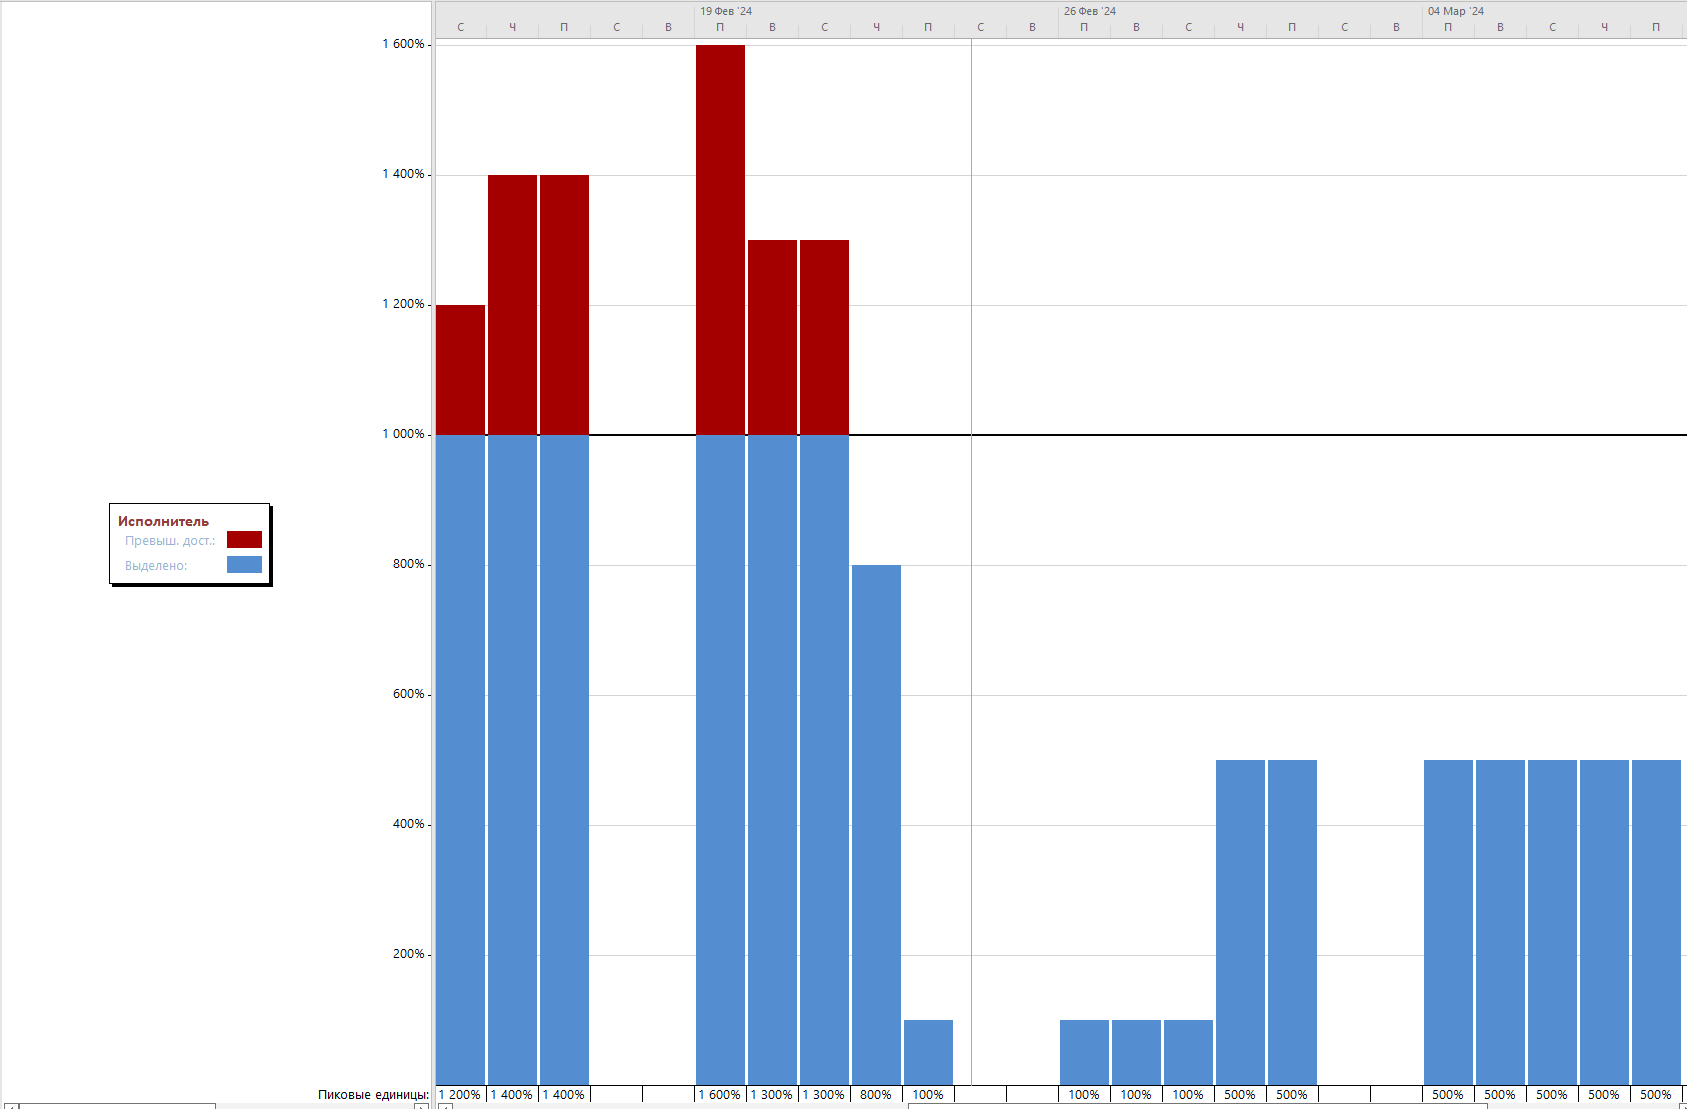 19 Фев '24 26 Фев '24 04 Мар '24
С Ч П С В П В С Ч П С В П В С Ч П С В П В С Ч П
1 600%
1 400%
1 200%
1 000%
800%
600%
400%
200%
Исполнитель
Превыш. дост.:
Выделено:
Пиковые единицы: 1 200% 1 400% 1 400% 1 600% 1 300% 1 300% 800% 100% 100% 100% 100% 500% 500% 500% 500% 500% 500% 500%